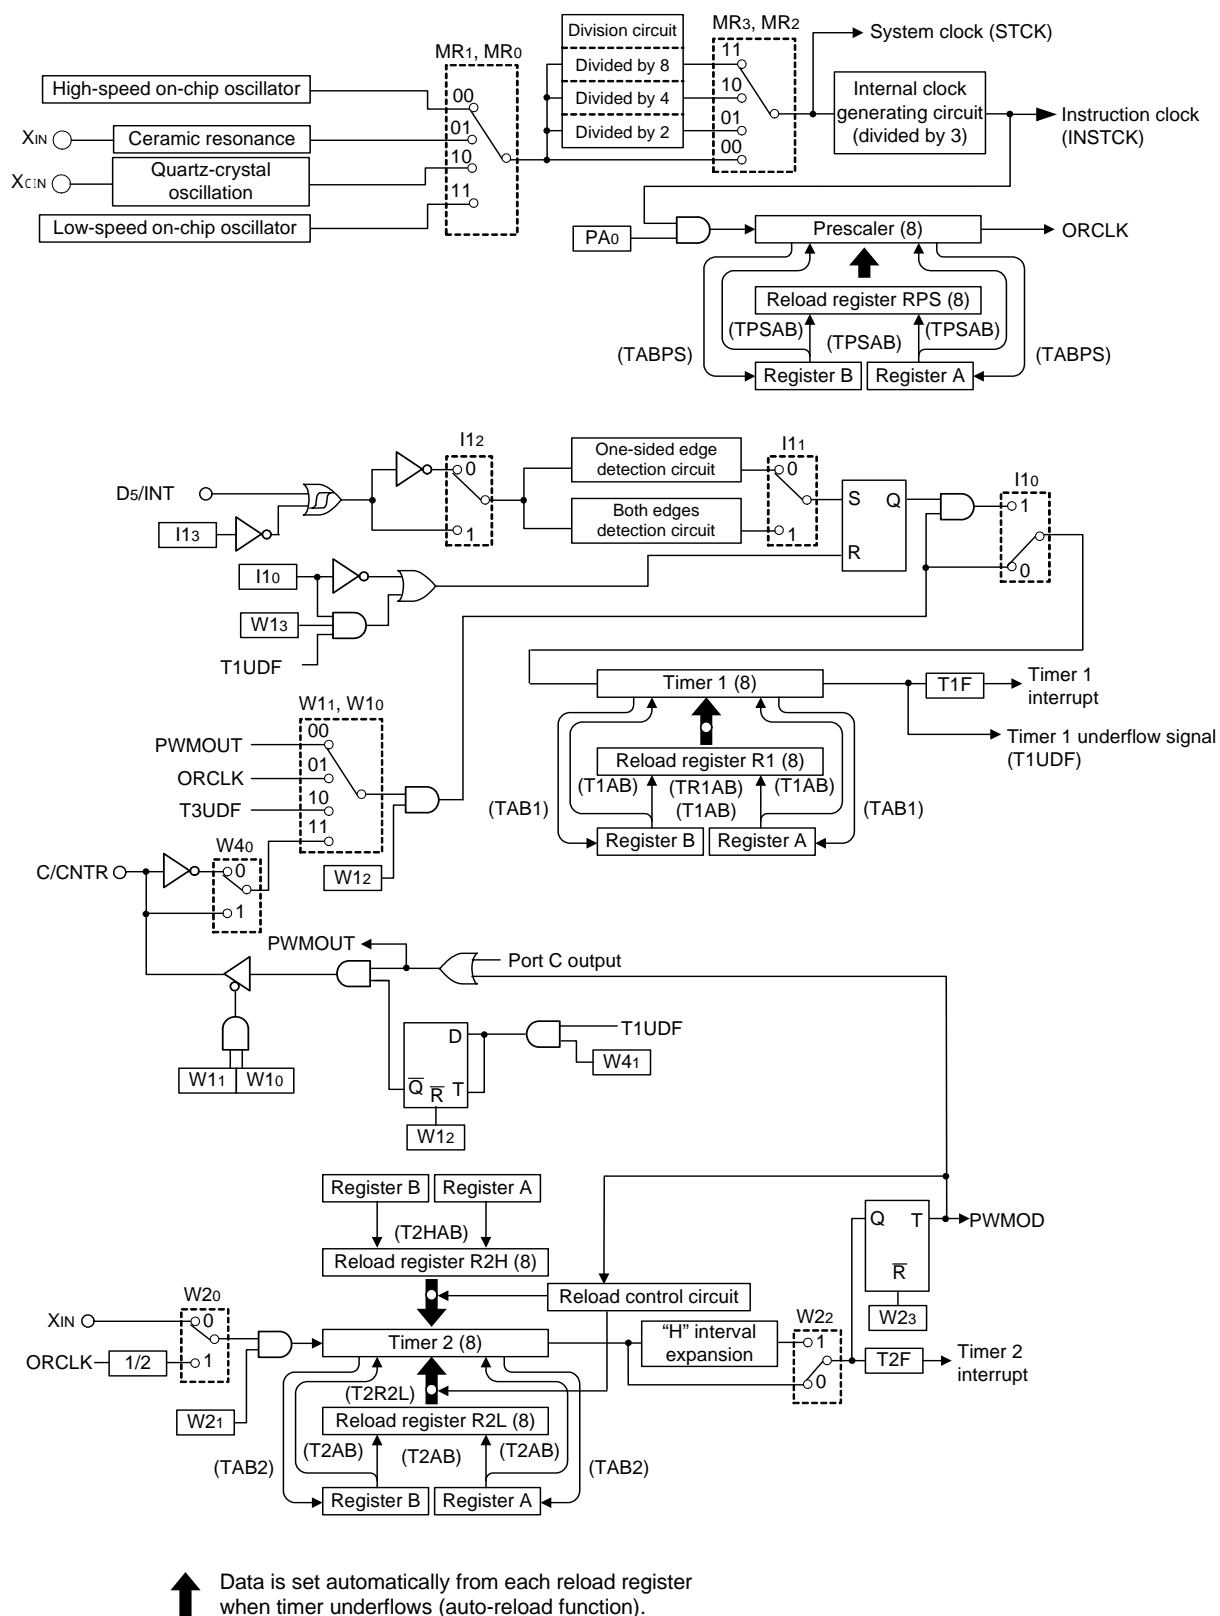 Division circuit
MR3, MR2
System clock (STCK)
MR1, MR0
Divided by 8
11
High-speed on-chip oscillator
00
Divided by 4
10
Internal clock
generating circuit
(divided by 3)
Instruction clock
(INSTCK)
XIN
Ceramic resonance
01
Divided by 2
01
XCIN
Quartz-crystal
oscillation
10
00
11
Low-speed on-chip oscillator
PA0
Prescaler (8)
ORCLK
Reload register RPS (8)
(TPSAB)
(TPSAB)
(TPSAB)
(TABPS)
(TABPS)
Register B
Register A
I12
One-sided edge
detection circuit
I11
0
0
D5/INT
I10
S
Q
1
I13
1
Both edges
detection circuit
1
R
0
I10
W13
T1UDF
Timer 1 (8)
T1F
Timer 1
interrupt
W11, W10
00
PWMOUT
Timer 1 underflow signal
(T1UDF)
Reload register R1 (8)
01
ORCLK
(T1AB)
(TR1AB)
(T1AB)
(T1AB)
10
T3UDF
(TAB1)
(TAB1)
11
Register B
Register A
W40
C/CNTR
0
W12
1
PWMOUT
Port C output
D
T1UDF
W41
Q
R
T
W11
W10
W12
Register B
Register A
(T2HAB)
Q
T
PWMOD
Reload register R2H (8)
R
W20
Reload control circuit
W23
XIN
0
W22
Timer 2 (8)
“H” interval
expansion
1
ORCLK
1/2
1
T2F
Timer 2
interrupt
0
(T2R2L)
W21
Reload register R2L (8)
(T2AB)
(T2AB)
(T2AB)
(TAB2)
(TAB2)
Register B
Register A
Data is set automatically from each reload register
when timer underflows (auto-reload function).